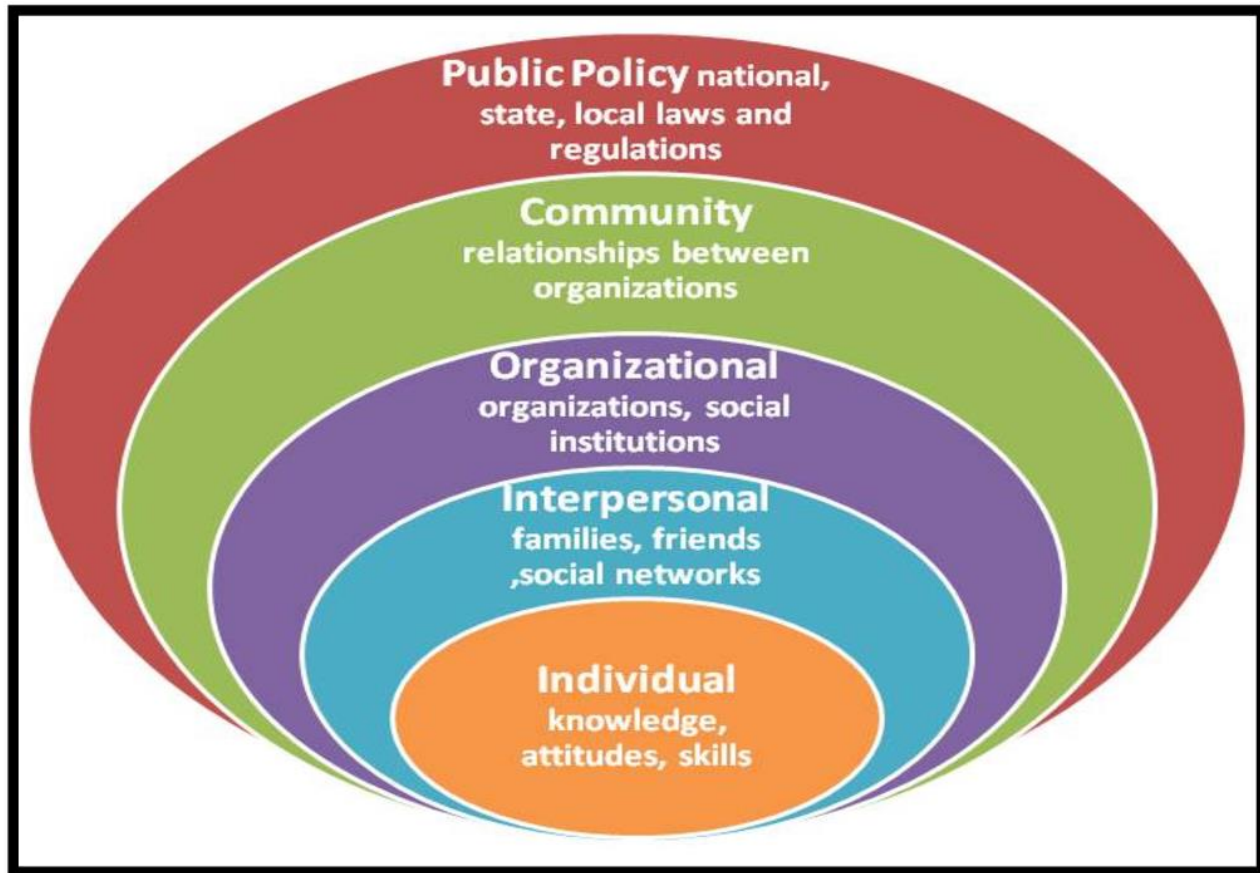 Public Policy national,
state, local laws and
regulations
Community
relationships between
organizations
Organizational
organizations, social
institutions
Interpersonal
families, friends
,social networks
Individual
knowledge,
attitudes, skills